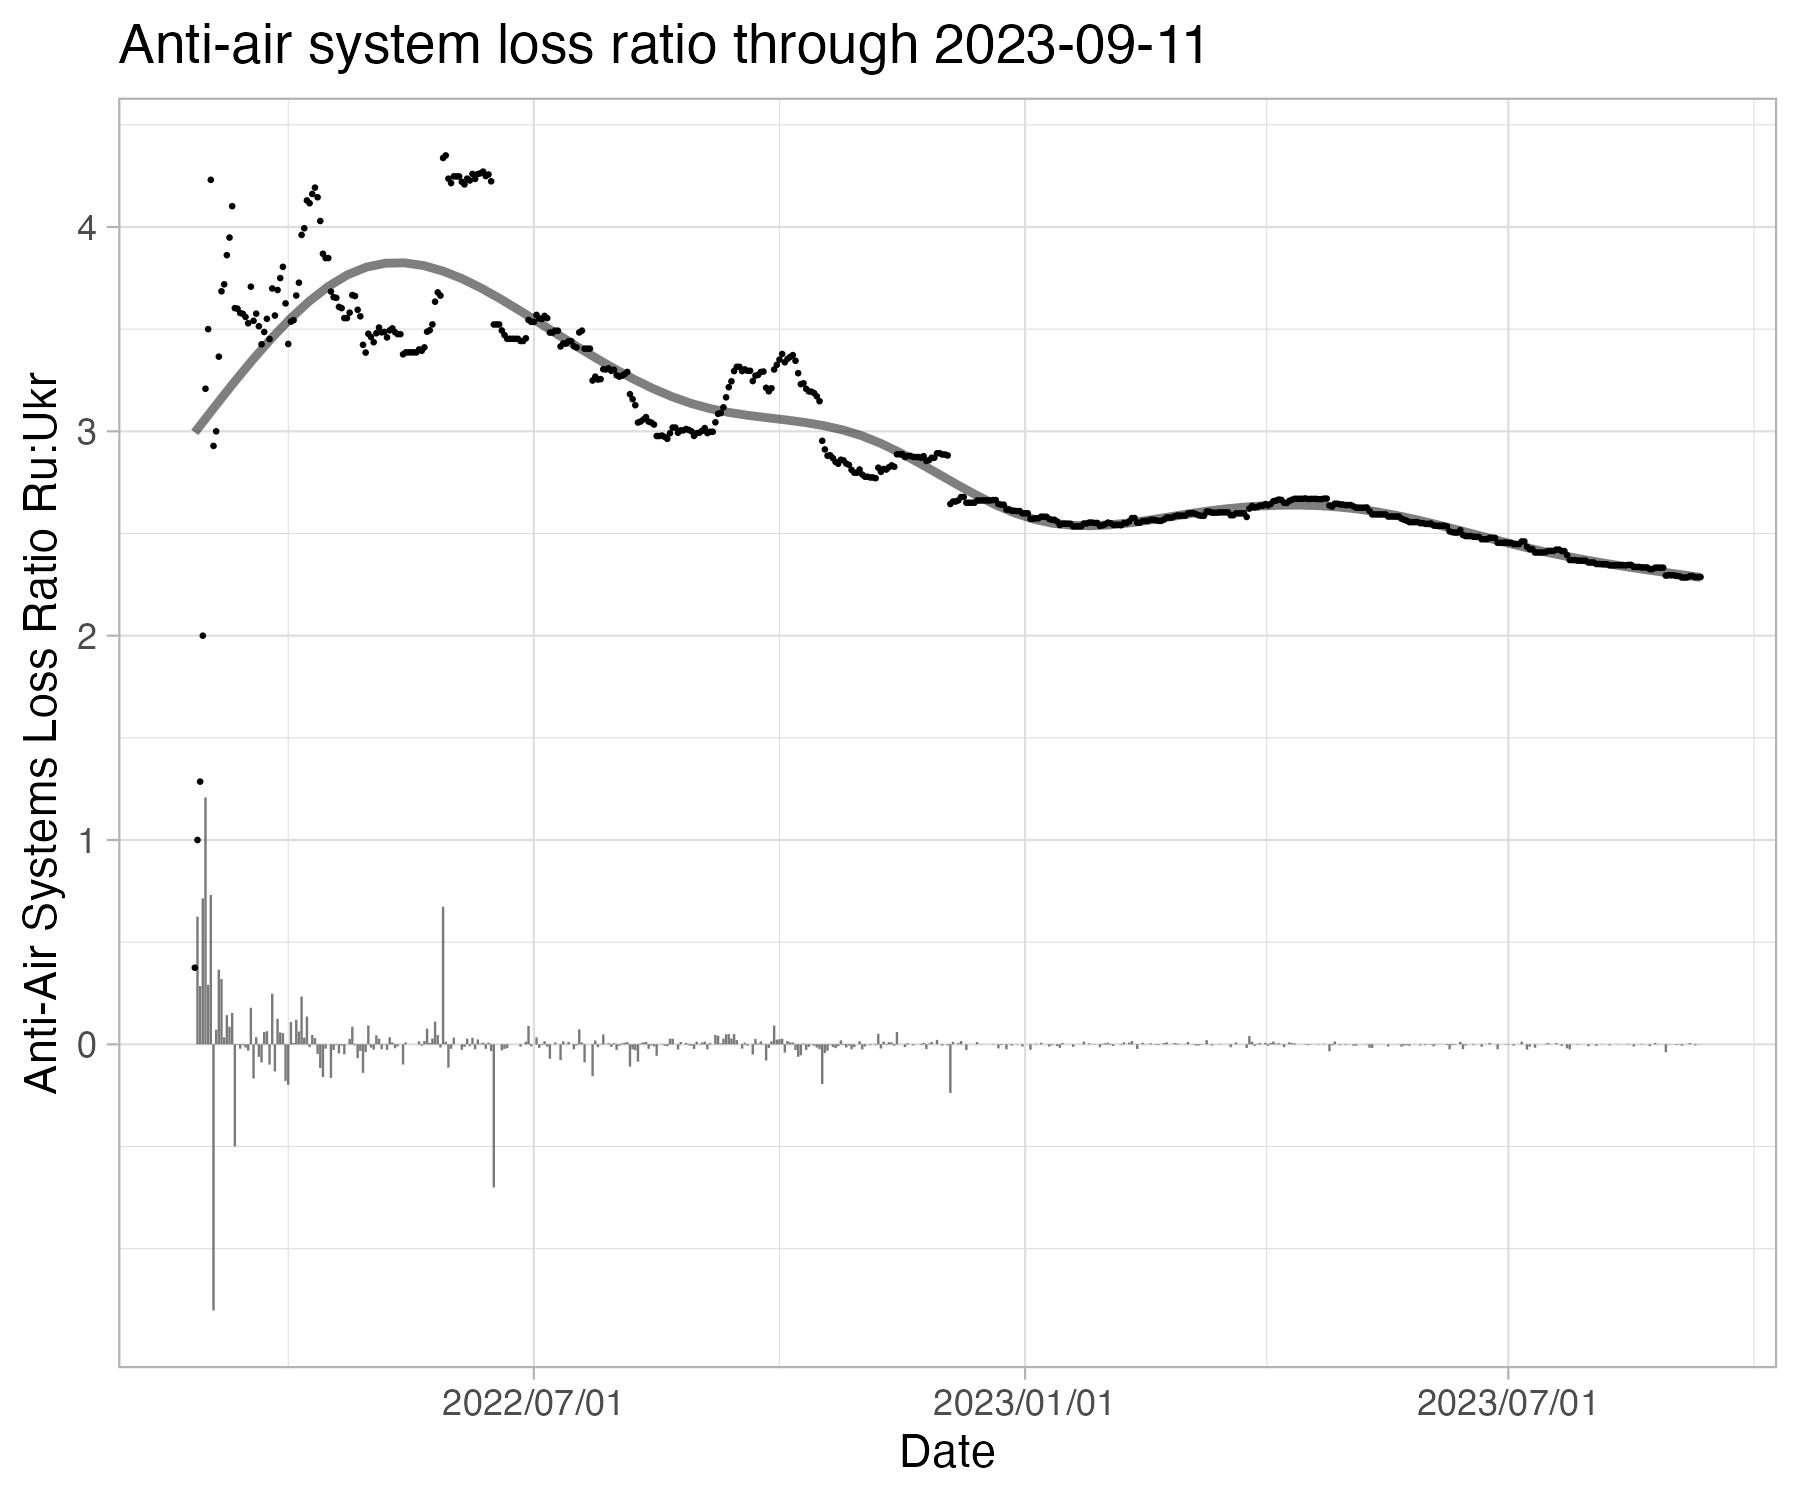 Anti-air system loss ratio through 2023-09-11
Anti-Air Systems Loss Ratio Ru:Ukr
4
3
2
1
0
2022/07/01
2023/01/01
2023/07/01
Date